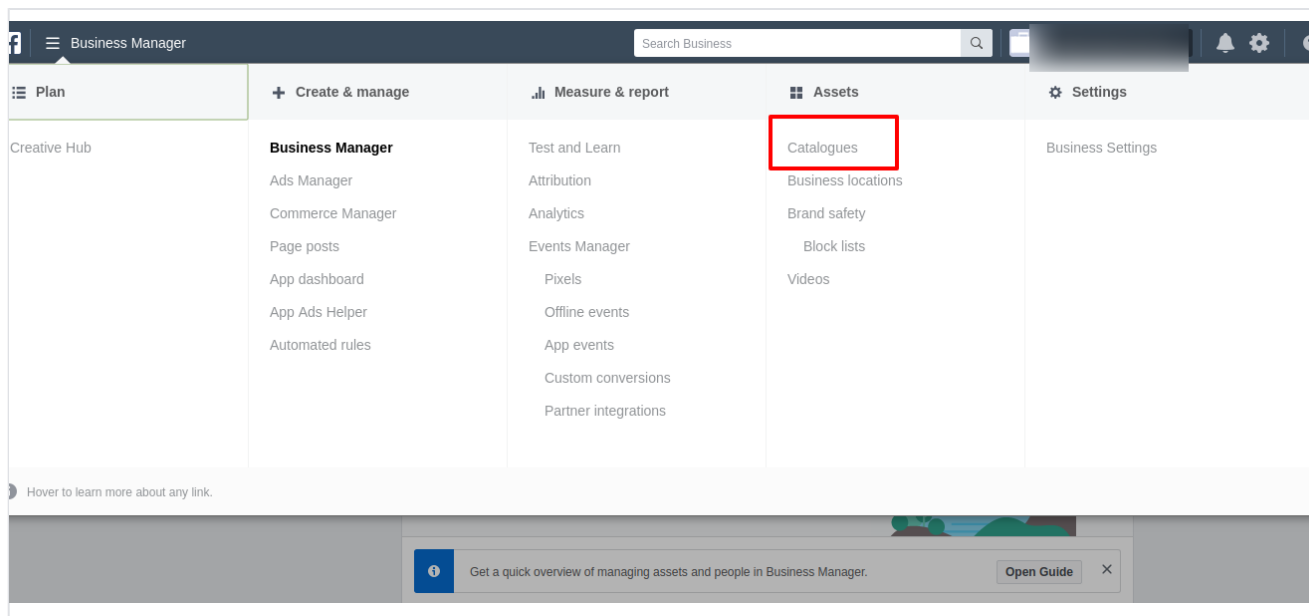 Business Manager
Search Business
Plan
Creative Hub
Create & manage
Business Manager
Ads Manager
Commerce Manager
Page posts
App dashboard
App Ads Helper
Automated rules
Measure & report
Test and Learn
Attribution
Analytics
Events Manager
Pixels
Offline events
App events
Custom conversions
Partner integrations
Assets
Catalogues
Business locations
Brand safety
Block lists
Videos
Settings
Business Settings
Hover to learn more about any link.
Get a quick overview of managing assets and people in Business Manager.
Open Guide